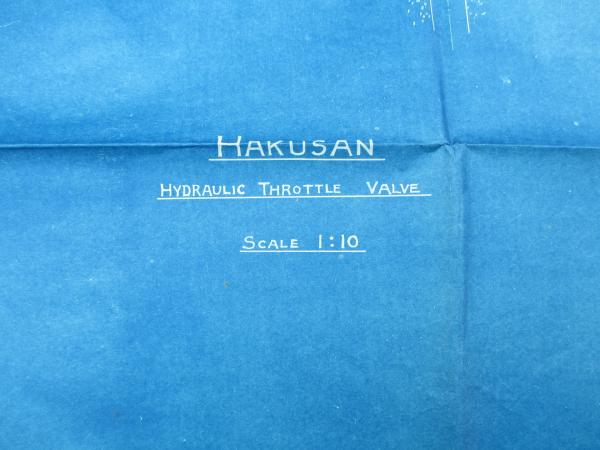 HAKUSAN
HYDRAULIC THROTTLE VALVE
SCALE 1:10